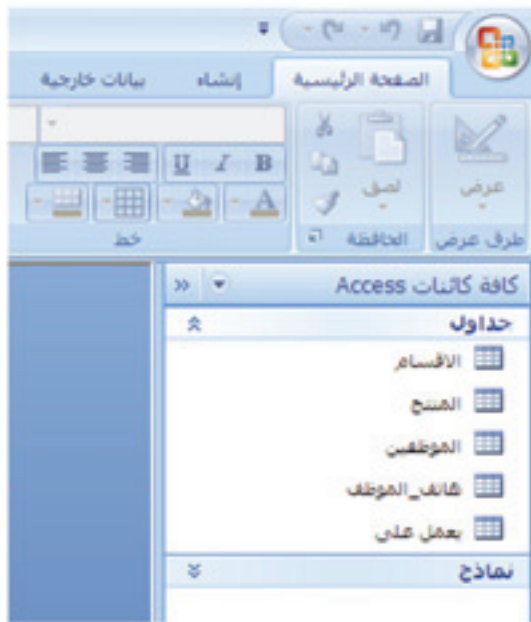 الصفحة الرئيسية إنشاء بيانات خارجية
عرض لصق
B I U A
طرق عرض الحافظة خط
كافة كائنات Access
جداول
الاقسام
المنتج
الموظفين
هاتف_الموظف
يعمل على
نماذج